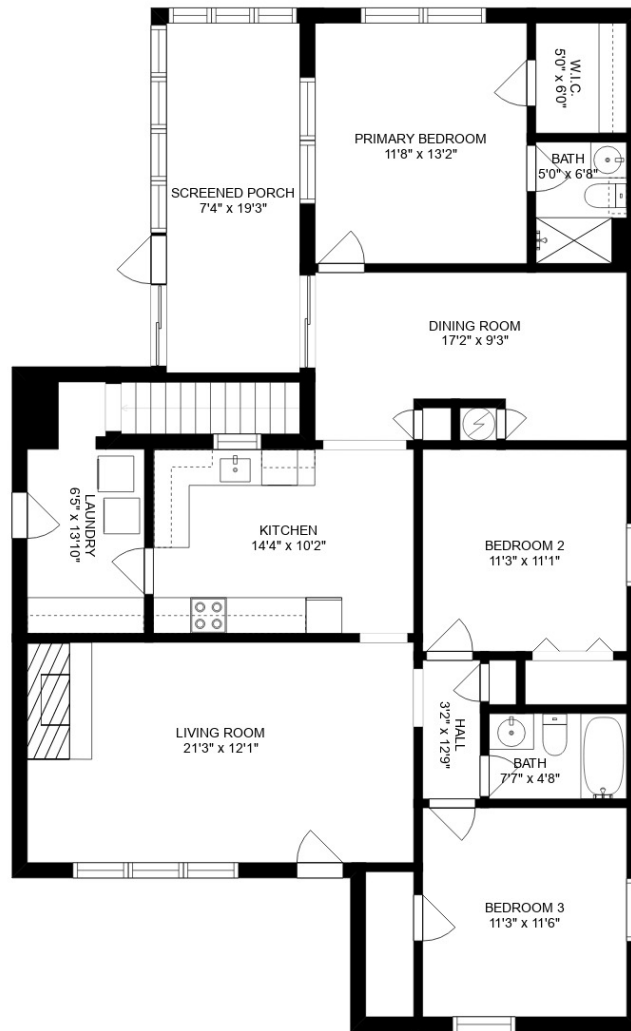 W.I.C.
5'0" x 6'0"
PRIMARY BEDROOM
11'8" x 13'2"
BATH
5'0" x 6'8"
SCREENED PORCH
7'4" x 19'3"
DINING ROOM
17'2" x 9'3"
LAUNDRY
6'5" x 13'10"
KITCHEN
14'4" x 10'2"
BEDROOM 2
11'3" x 11'1"
LIVING ROOM
21'3" x 12'1"
HALL
3'2" x 12'9"
BATH
7'7" x 4'8"
BEDROOM 3
11'3" x 11'6"